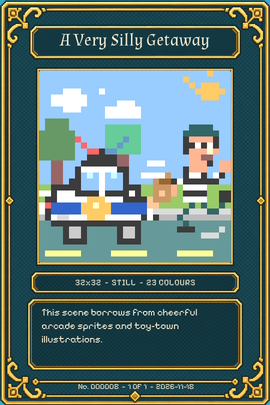 A Very Silly Getaway
32x32 - STILL - 23 COLOURS
This scene borrows from cheerful
arcade sprites and toy-town
illustrations.
No. 000008 - 1 OF 1 - 2026-11-18